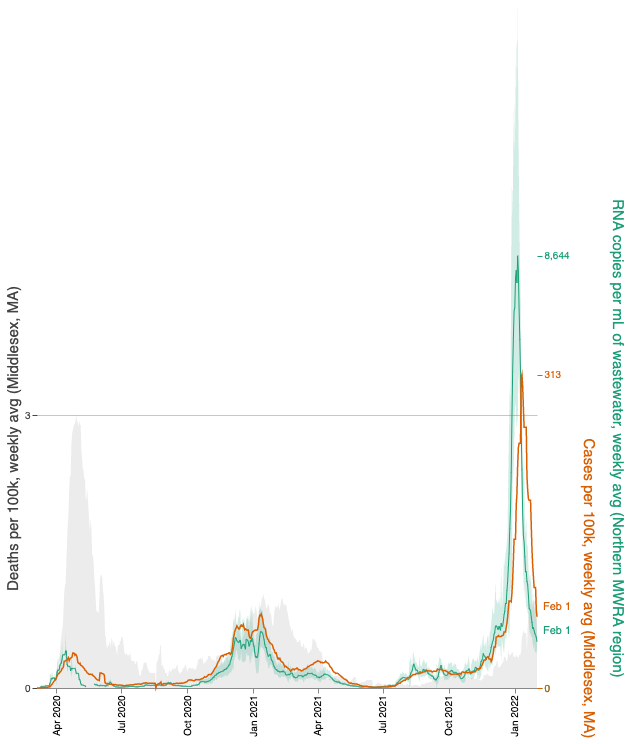 Deaths per 100k, weekly avg (Middlesex, MA)
3
0
Apr 2020
Jul 2020
Oct 2020
Jan 2021
Apr 2021
Jul 2021
Oct 2021
Jan 2022
8,644
313
Feb 1
Feb 1
0
Cases per 100k, weekly avg (Middlesex, MA)
RNA copies per mL of wastewater, weekly avg (Northern MWRA region)